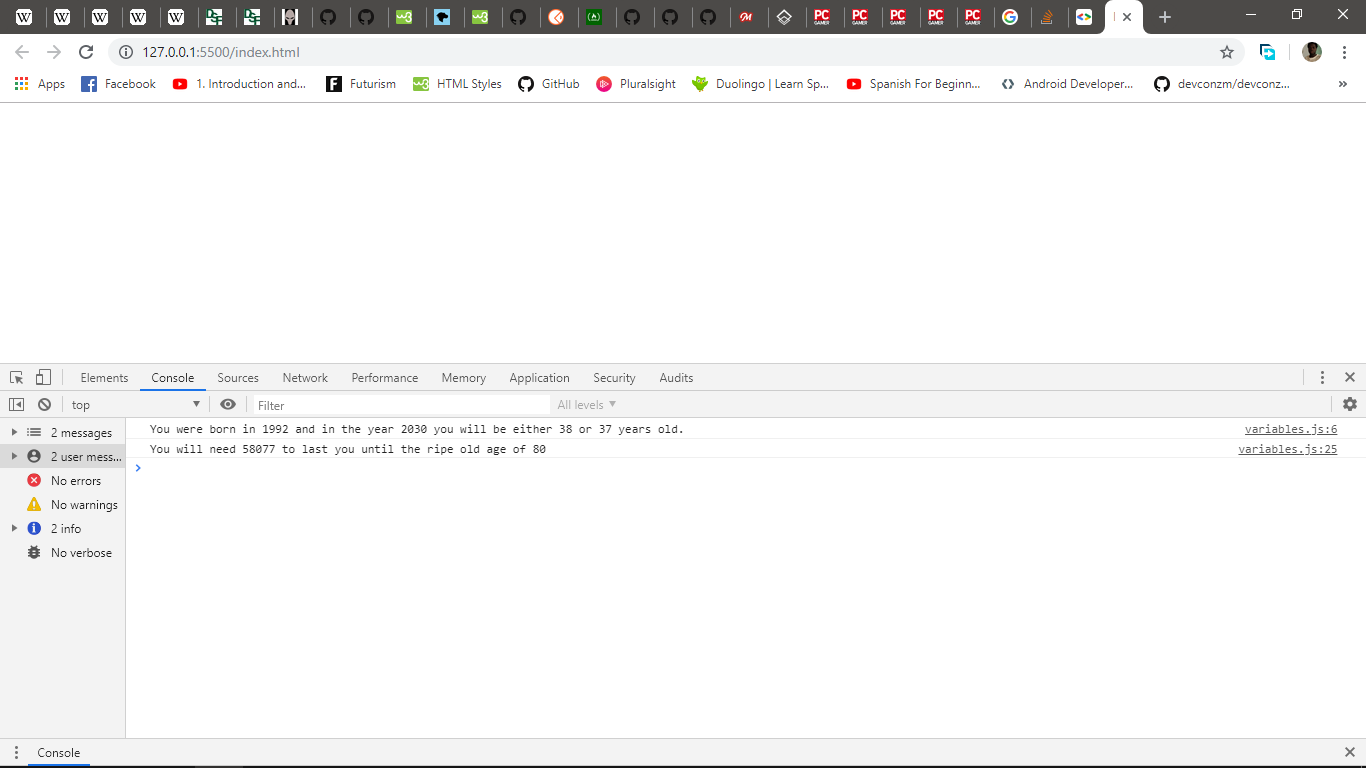 127.0.0.1:5500/index.html
Apps Facebook 1. Introduction and... Futurism HTML Styles GitHub Pluralsight Duolingo | Learn Sp... Spanish For Beginn... Android Developer... devconzm/devconz... »
Elements Console Sources Network Performance Memory Application Security Audits
top Filter All levels
2 messages
2 user mess...
No errors
No warnings
2 info
No verbose
You were born in 1992 and in the year 2030 you will be either 38 or 37 years old. variables.js:6
You will need 58077 to last you until the ripe old age of 80 variables.js:25
Console